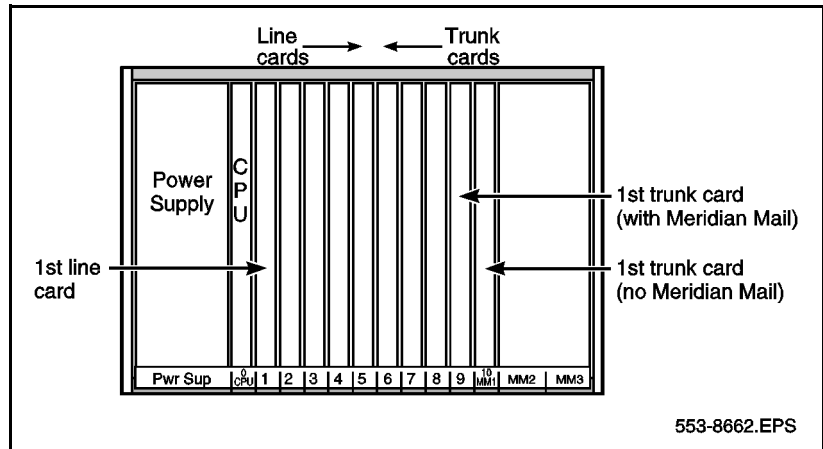 Line
cards
Trunk
cards
Power
Supply
C
P
U
1st line
card
1st trunk card
(with Meridian Mail)
1st trunk card
(no Meridian Mail)
Pwr Sup
0
CPU
1
2
3
4
5
6
7
8
9
10
MM1
MM2
MM3
553-8662.EPS